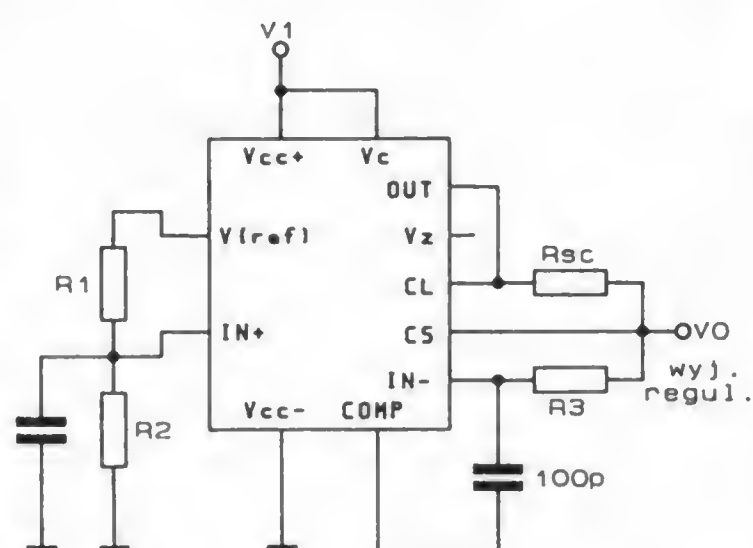 V1
Vcc+ Vc
OUT
V(ref) Vz
Rsc
R1 CL
IN+ CS VO
wyj.
IN- regul.
R3
Vcc- COMP
R2
100p